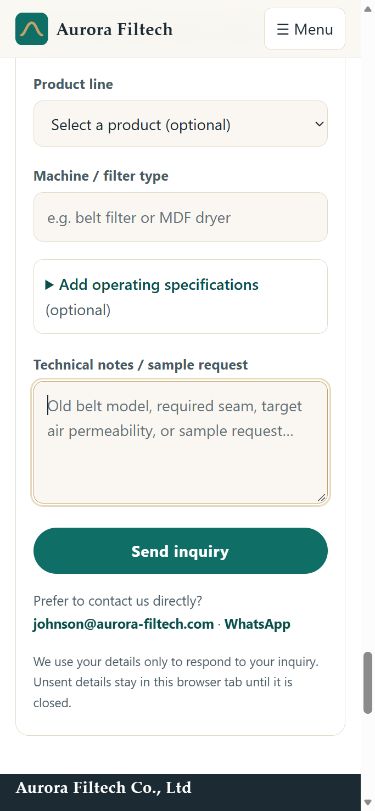 Aurora Filtech
☰ Menu
Product line
Select a product (optional)
Machine / filter type
e.g. belt filter or MDF dryer
▶ Add operating specifications
(optional)
Technical notes / sample request
Old belt model, required seam, target
air permeability, or sample request...
Send inquiry
Prefer to contact us directly?
johnson@aurora-filtech.com · WhatsApp
We use your details only to respond to your inquiry.
Unsent details stay in this browser tab until it is
closed.
Aurora Filtech Co., Ltd